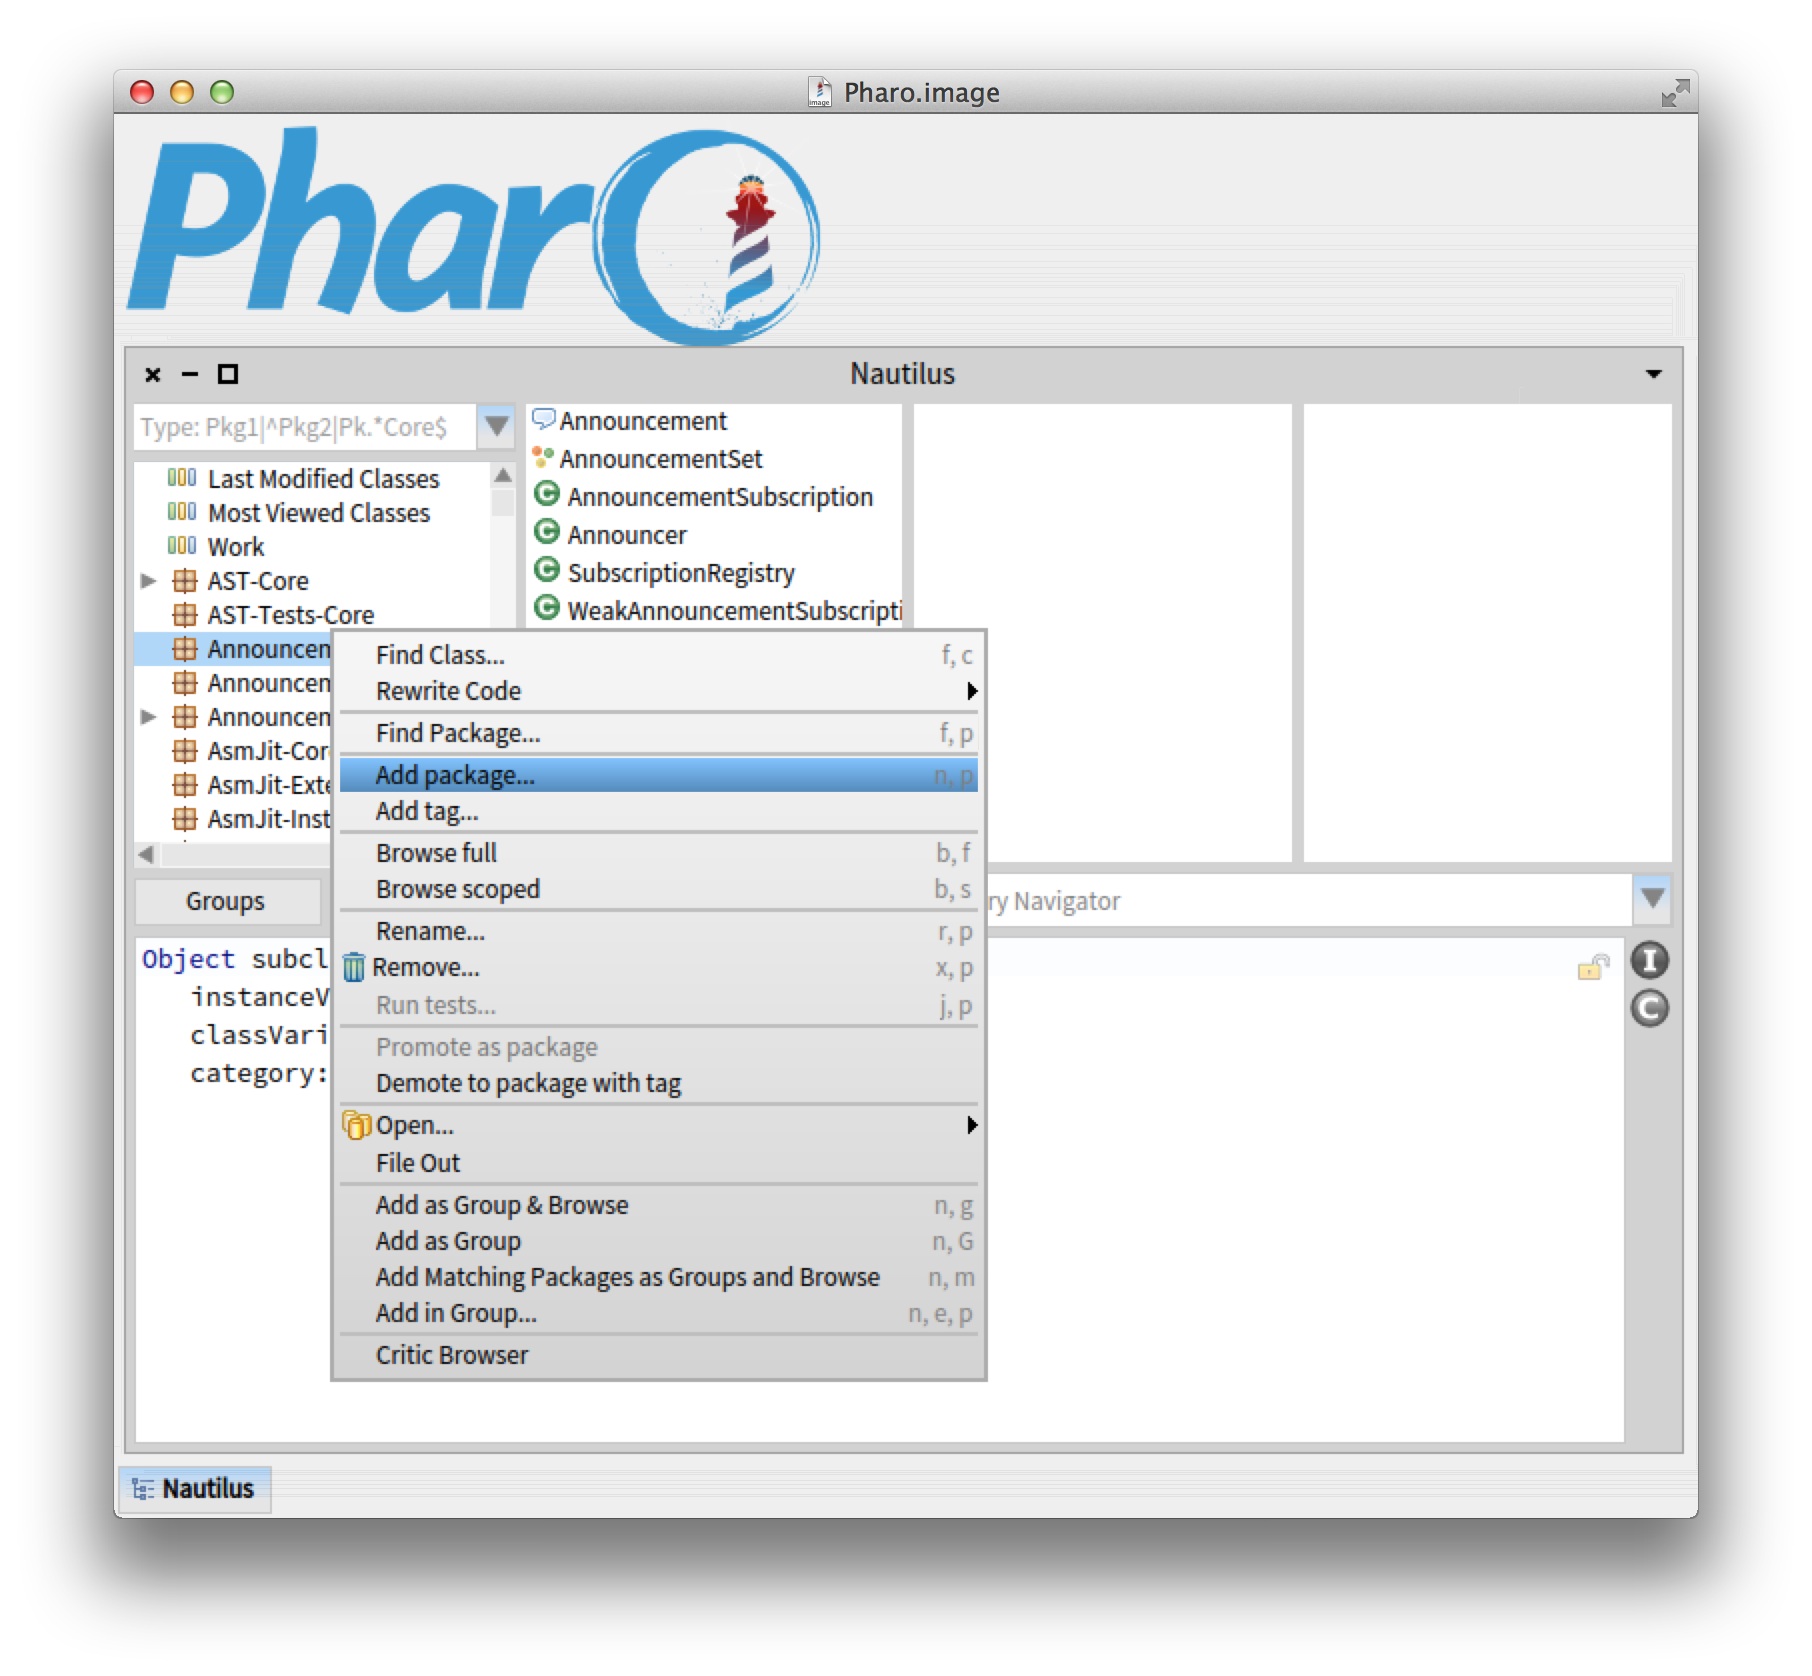 Pharo.image
Pharo
Nautilus
Type: Pkg1|^Pkg2|Pk.*Core$
Last Modified Classes
Most Viewed Classes
Work
AST-Core
AST-Tests-Core
Announcem
Announcem
Announcem
AsmJit-Cor
AsmJit-Exte
AsmJit-Inst
Announcement
AnnouncementSet
AnnouncementSubscription
Announcer
SubscriptionRegistry
WeakAnnouncementSubscripti
Find Class... f, c
Rewrite Code
Find Package... f, p
Add package... n, p
Add tag...
Browse full b, f
Browse scoped b, s
Rename... r, p
Remove... x, p
Run tests... j, p
Promote as package
Demote to package with tag
Open...
File Out
Add as Group & Browse n, g
Add as Group n, G
Add Matching Packages as Groups and Browse n, m
Add in Group... n, e, p
Critic Browser
Groups
ry Navigator
Object subcl
instanceV
classVari
category:
I
C
Nautilus